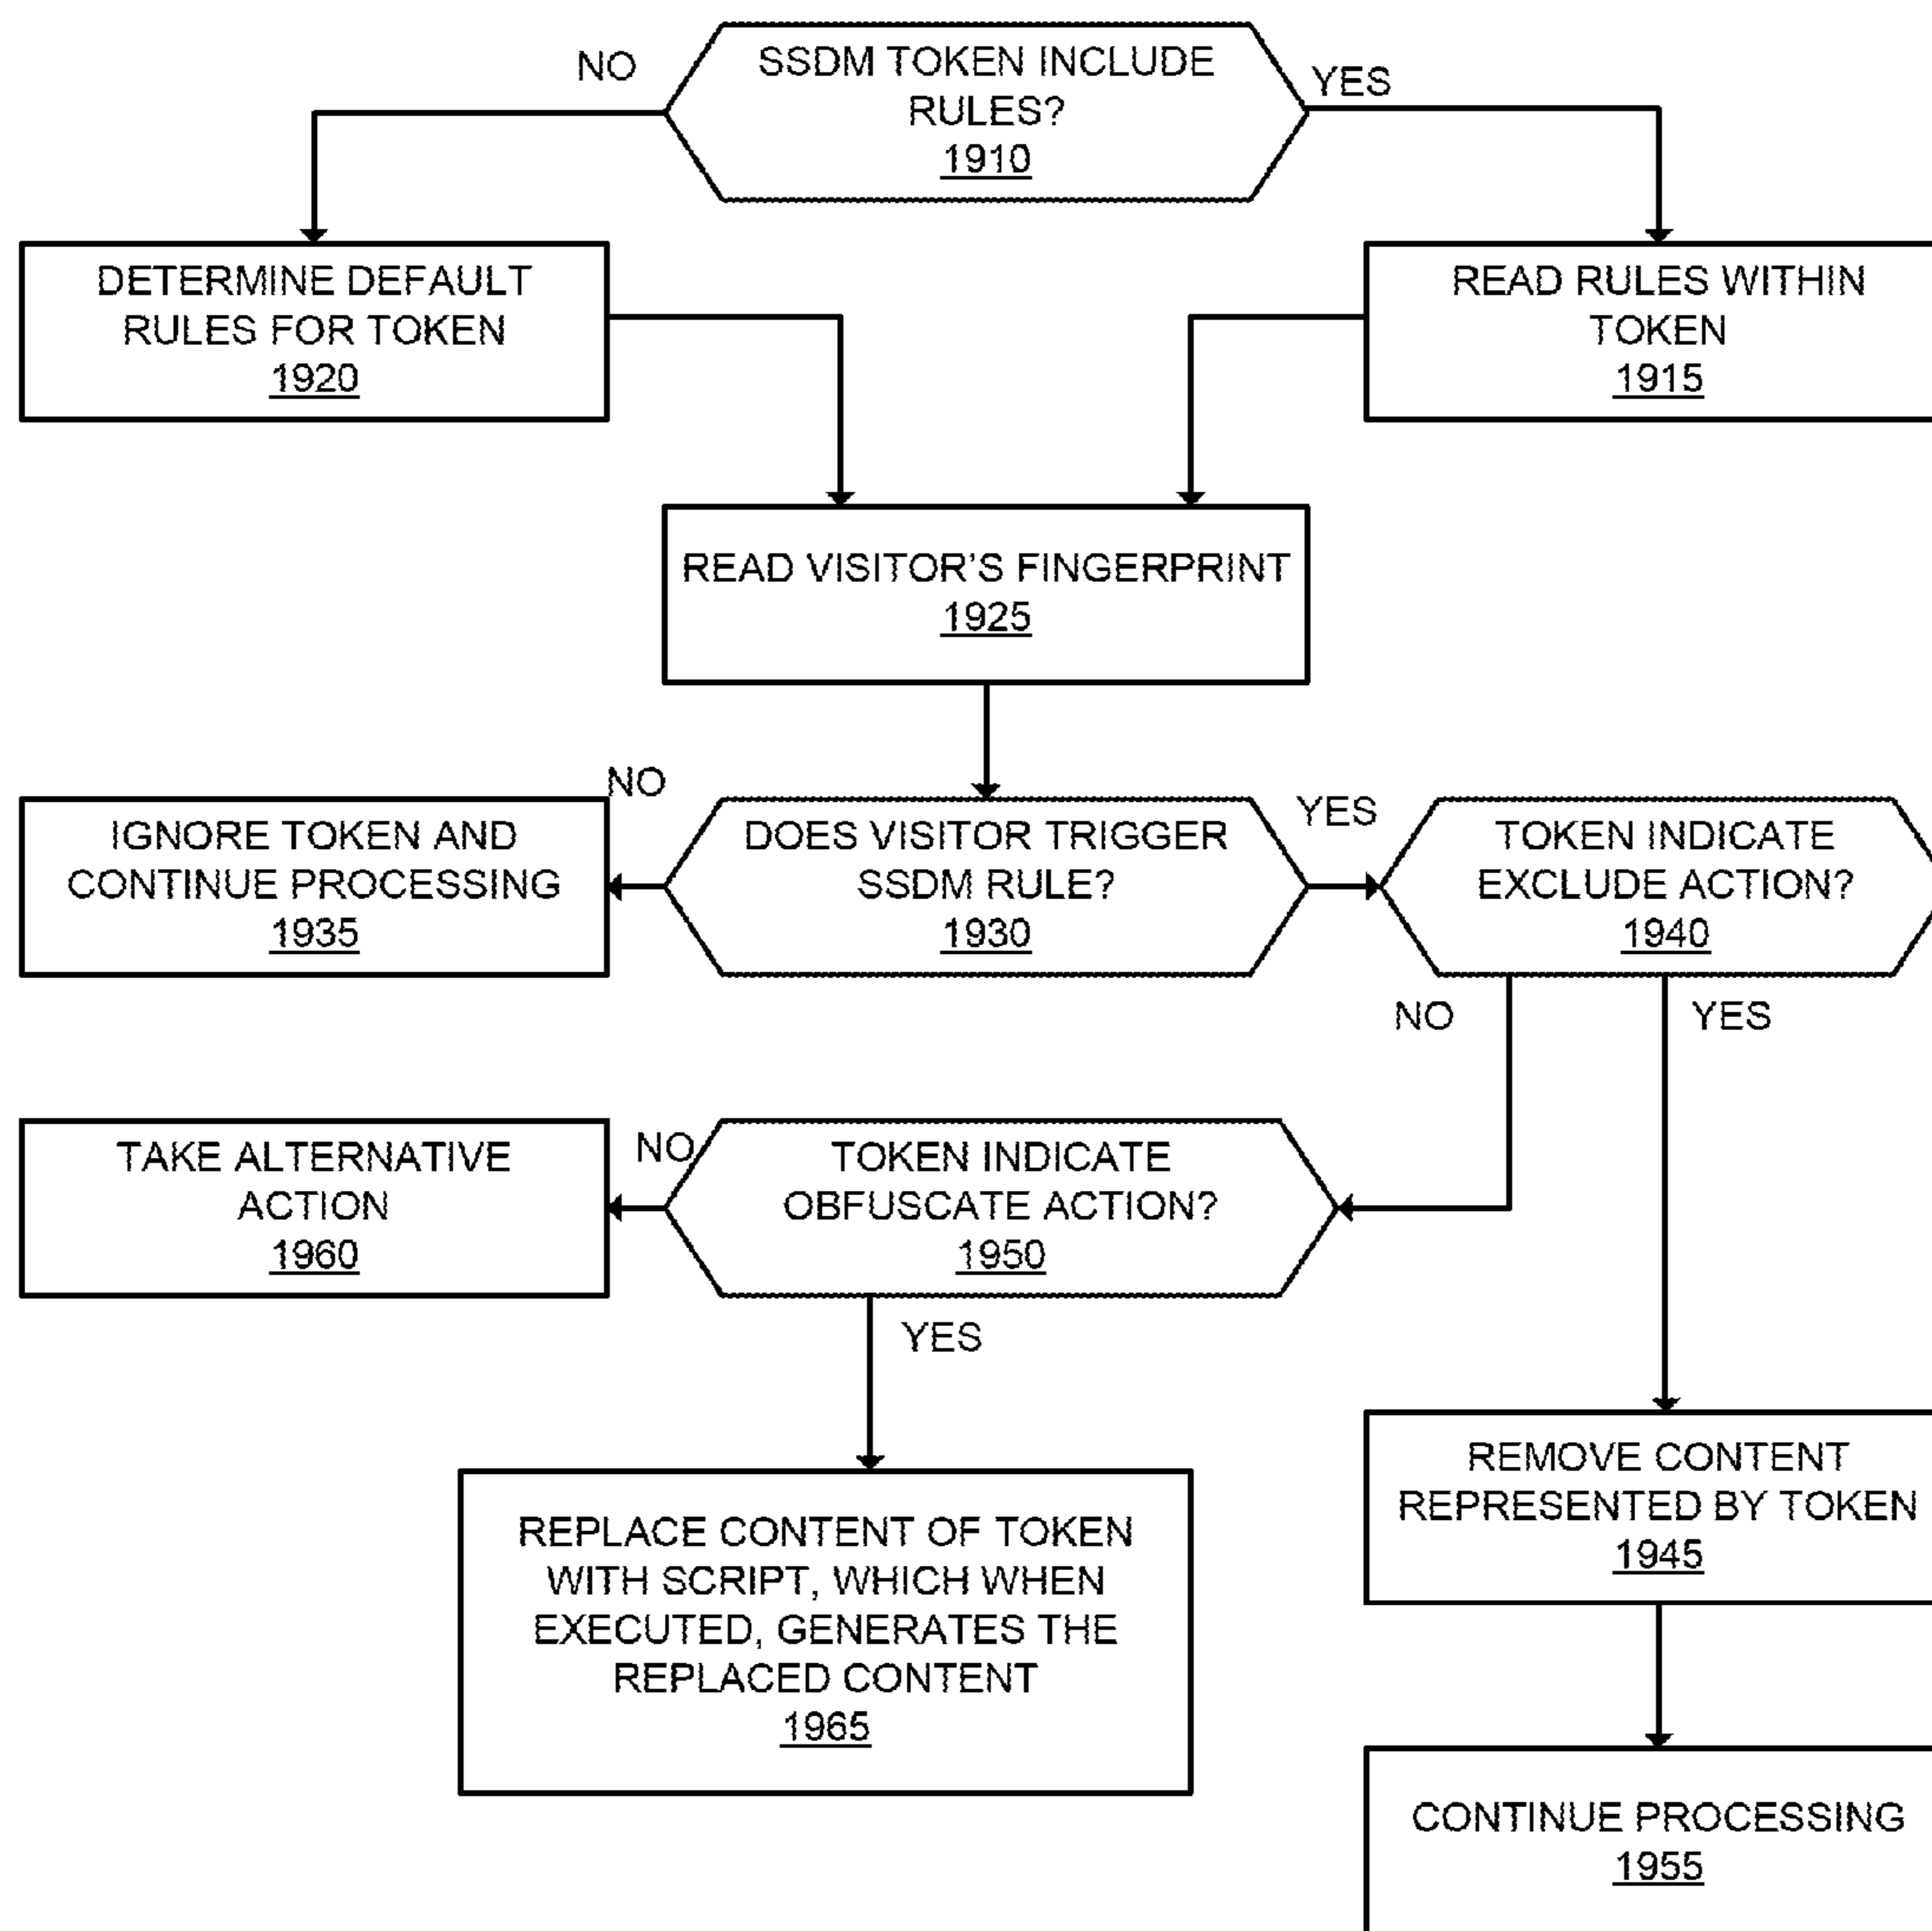 NO
SSDM TOKEN INCLUDE
RULES?
1910
YES
DETERMINE DEFAULT
RULES FOR TOKEN
1920
READ RULES WITHIN
TOKEN
1915
READ VISITOR'S FINGERPRINT
1925
NO
IGNORE TOKEN AND
CONTINUE PROCESSING
1935
DOES VISITOR TRIGGER
SSDM RULE?
1930
YES
TOKEN INDICATE
EXCLUDE ACTION?
1940
NO
YES
TAKE ALTERNATIVE
ACTION
1960
NO
TOKEN INDICATE
OBFUSCATE ACTION?
1950
YES
REPLACE CONTENT OF TOKEN
WITH SCRIPT, WHICH WHEN
EXECUTED, GENERATES THE
REPLACED CONTENT
1965
REMOVE CONTENT
REPRESENTED BY TOKEN
1945
CONTINUE PROCESSING
1955